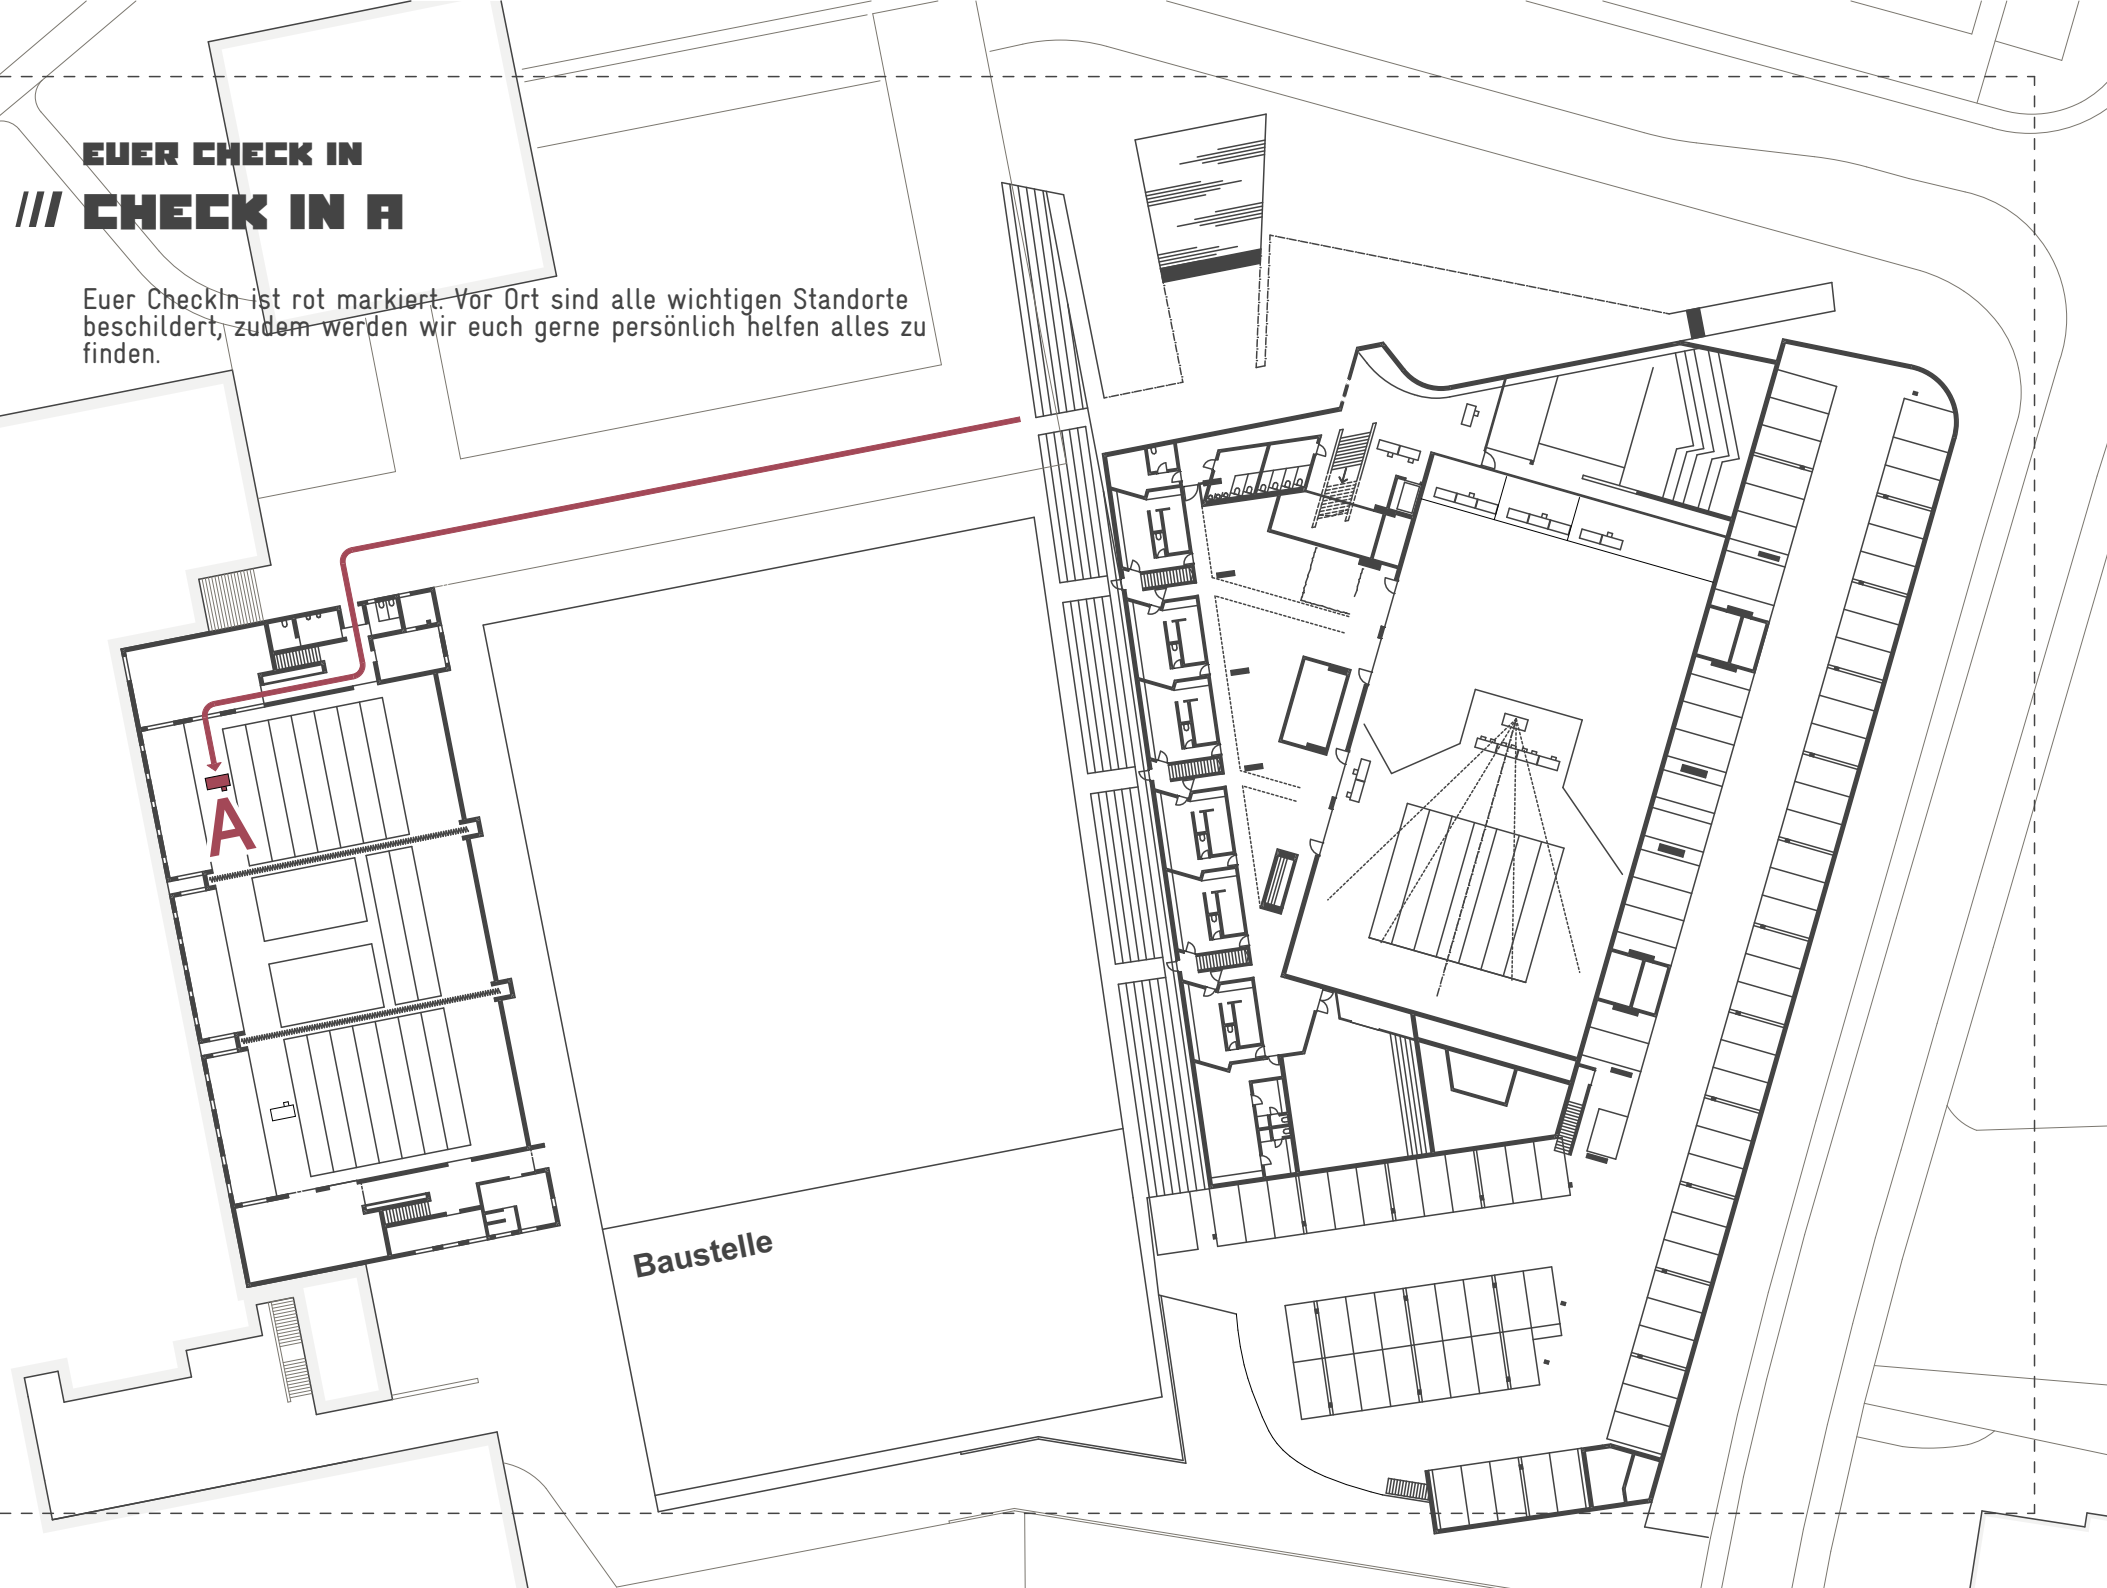 EUER CHECK IN
/// CHECK IN A
Euer CheckIn ist rot markiert. Vor Ort sind alle wichtigen Standorte
beschildert, zudem werden wir euch gerne persönlich helfen alles zu
finden.
A
Baustelle